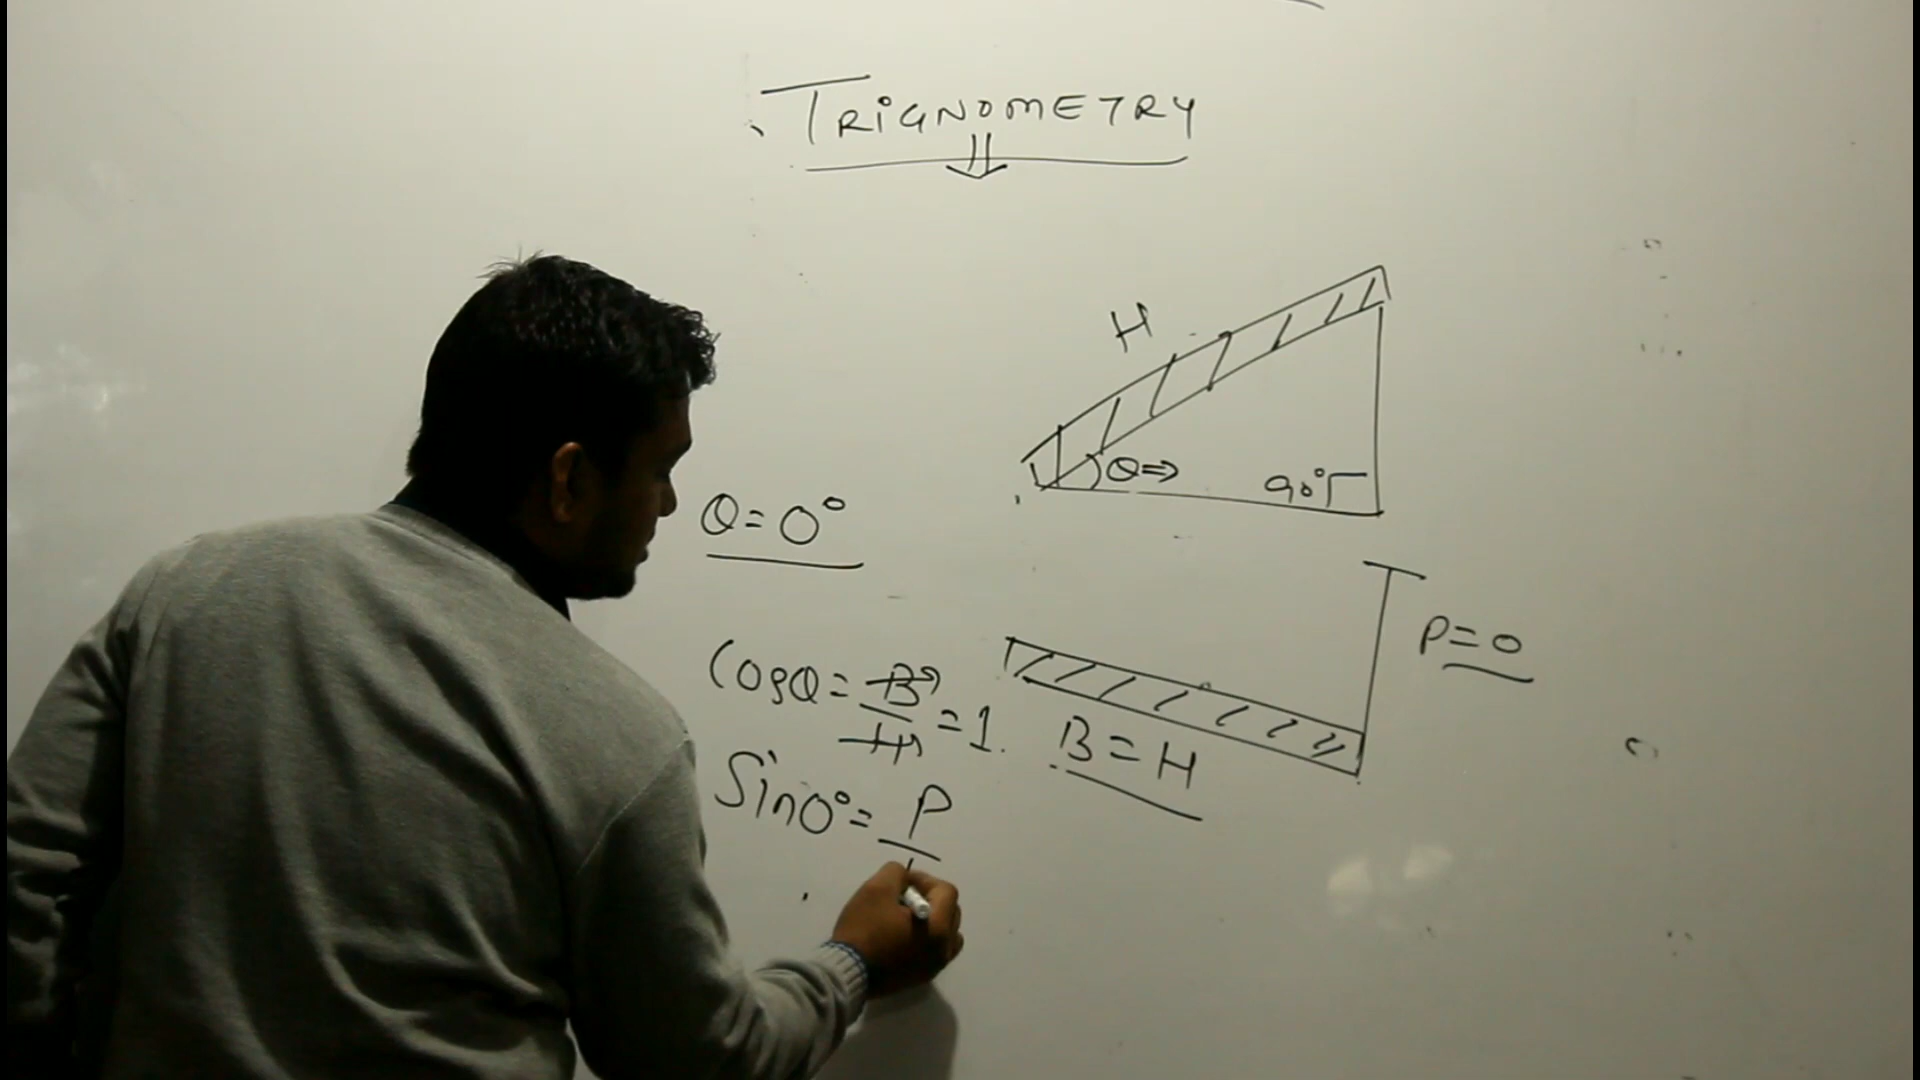 TRIGNOMETRY
H
θ⇒ 90°
θ=0°
P=0
Cosθ=B/H=1.
B=H
Sin0°=P/